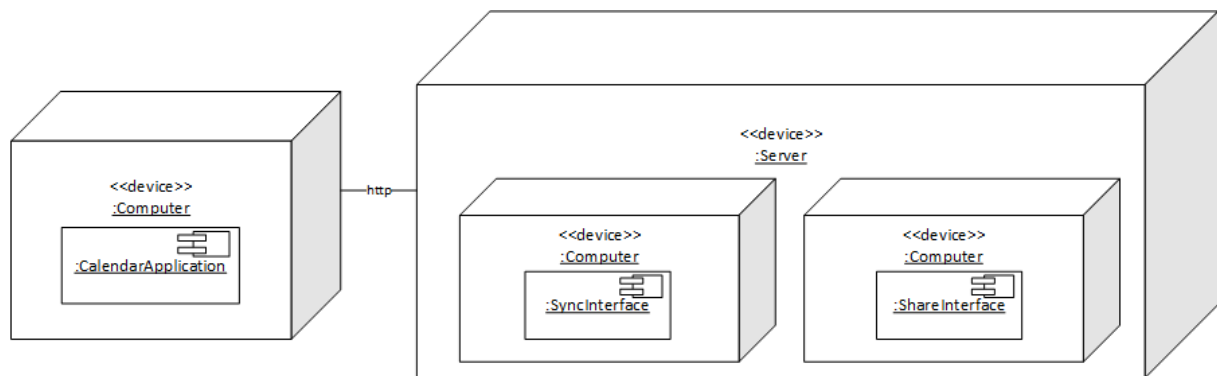 <<device>>
:Computer
:CalendarApplication
http
<<device>>
:Server
<<device>>
:Computer
:SyncInterface
<<device>>
:Computer
:ShareInterface